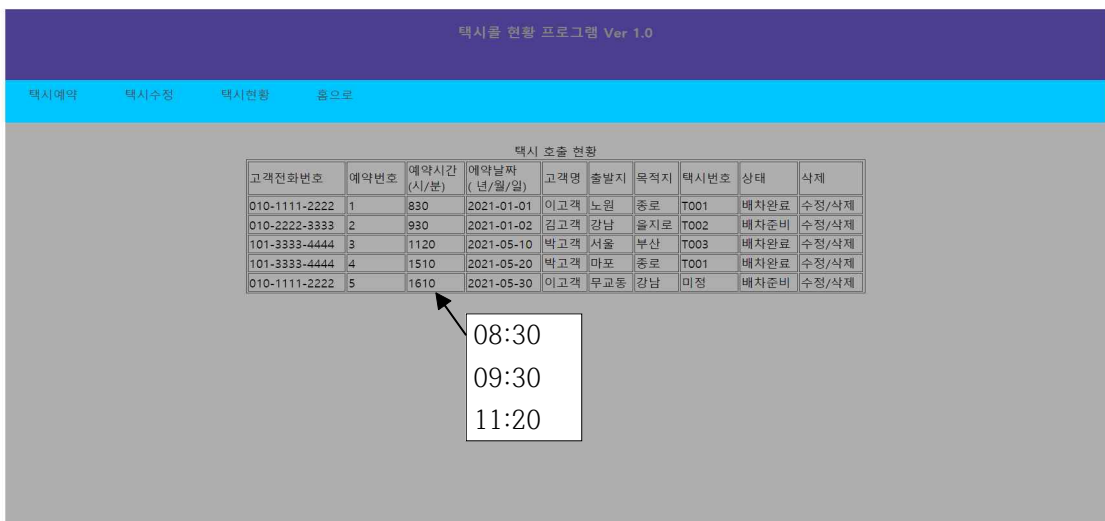 택시콜 현황 프로그램 Ver 1.0
택시예약 택시수정 택시현황 홈으로
택시 호출 현황
고객전화번호 예약번호 예약시간 (시/분) 에약날짜 ( 년/월/일) 고객명 출발지 목적지 택시번호 상태 삭제
010-1111-2222 1 830 2021-01-01 이고객 노원 종로 T001 배차완료 수정/삭제
010-2222-3333 2 930 2021-01-02 김고객 강남 을지로 T002 배차준비 수정/삭제
101-3333-4444 3 1120 2021-05-10 박고객 서울 부산 T003 배차완료 수정/삭제
101-3333-4444 4 1510 2021-05-20 박고객 마포 종로 T001 배차완료 수정/삭제
010-1111-2222 5 1610 2021-05-30 이고객 무교동 강남 미정 배차준비 수정/삭제
08:30
09:30
11:20